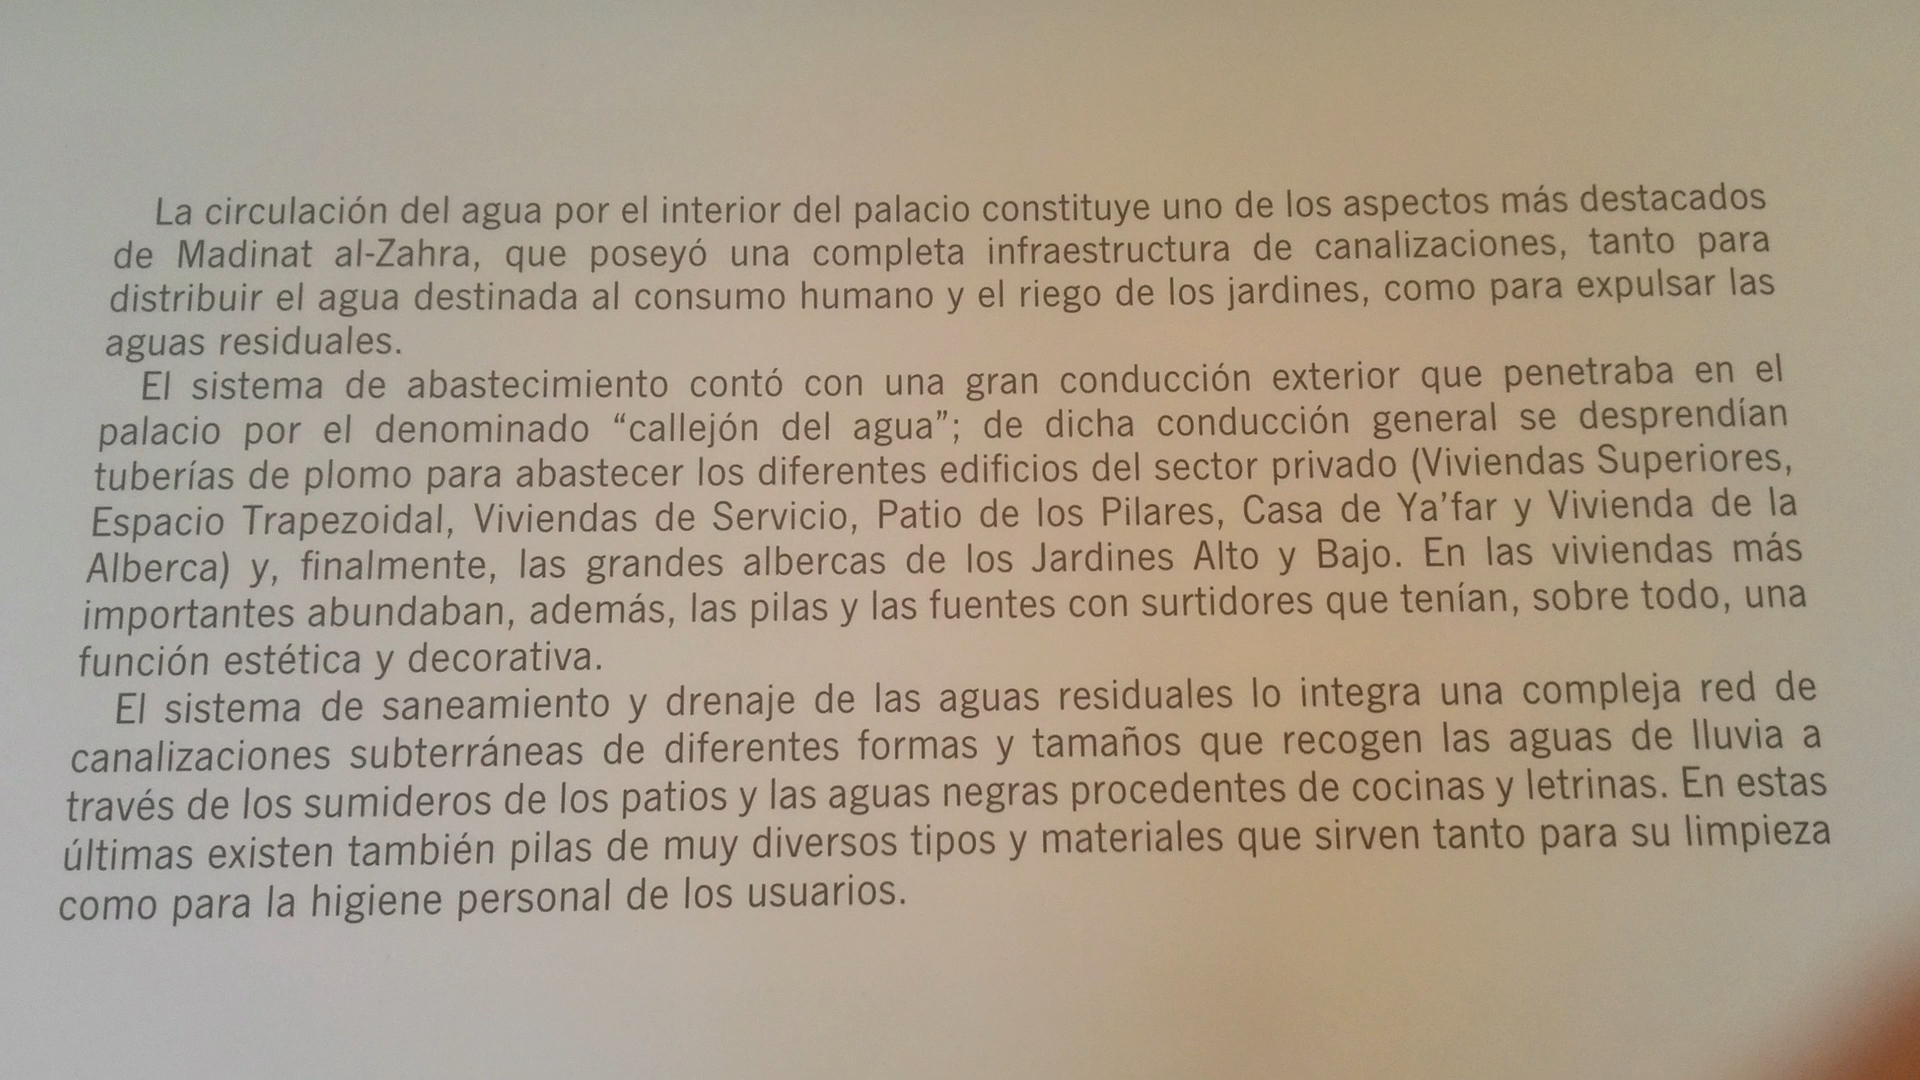 La circulación del agua por el interior del palacio constituye uno de los aspectos más destacados
de Madinat al-Zahra, que poseyó una completa infraestructura de canalizaciones, tanto para
distribuir el agua destinada al consumo humano y el riego de los jardines, como para expulsar las
aguas residuales.
El sistema de abastecimiento contó con una gran conducción exterior que penetraba en el
palacio por el denominado “callejón del agua”; de dicha conducción general se desprendían
tuberías de plomo para abastecer los diferentes edificios del sector privado (Viviendas Superiores,
Espacio Trapezoidal, Viviendas de Servicio, Patio de los Pilares, Casa de Ya’far y Vivienda de la
Alberca) y, finalmente, las grandes albercas de los Jardines Alto y Bajo. En las viviendas más
importantes abundaban, además, las pilas y las fuentes con surtidores que tenían, sobre todo, una
función estética y decorativa.
El sistema de saneamiento y drenaje de las aguas residuales lo integra una compleja red de
canalizaciones subterráneas de diferentes formas y tamaños que recogen las aguas de lluvia a
través de los sumideros de los patios y las aguas negras procedentes de cocinas y letrinas. En estas
últimas existen también pilas de muy diversos tipos y materiales que sirven tanto para su limpieza
como para la higiene personal de los usuarios.